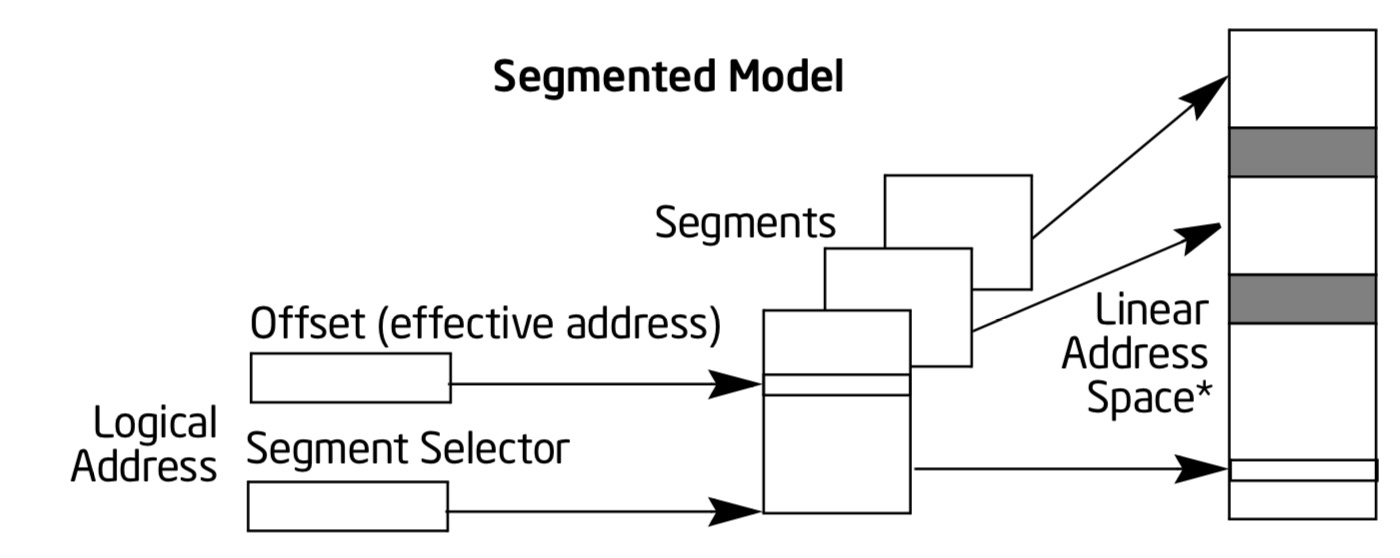 Segmented Model
Segments
Offset (effective address)
Logical
Address
Segment Selector
Linear
Address
Space*